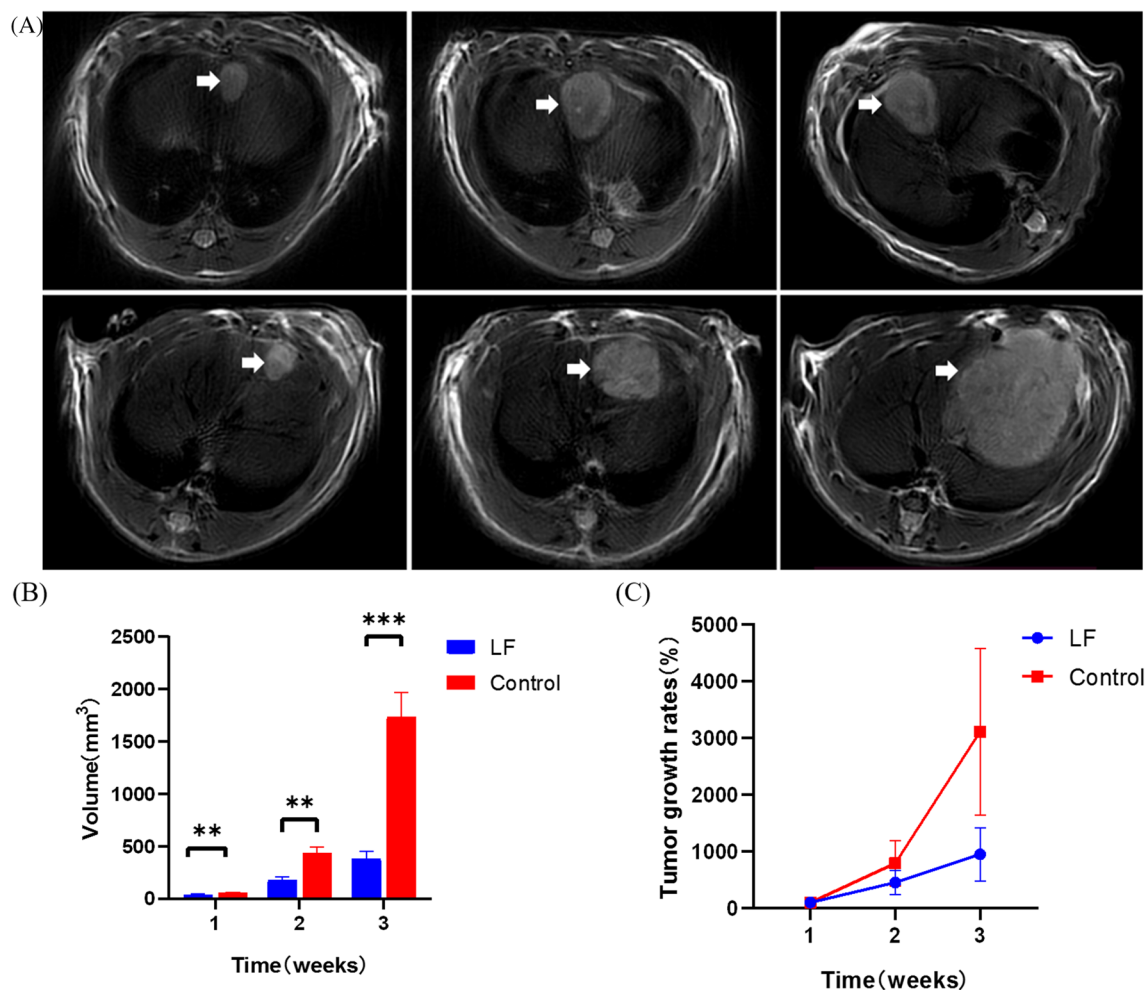 (A)
(B)
***
**
**
2500
2000
1500
1000
500
0
Volume(mm³)
1 2 3
Time(weeks)
LF
Control
(C)
5000
4000
3000
2000
1000
0
Tumor growth rates(%)
1 2 3
Time(weeks)
LF
Control